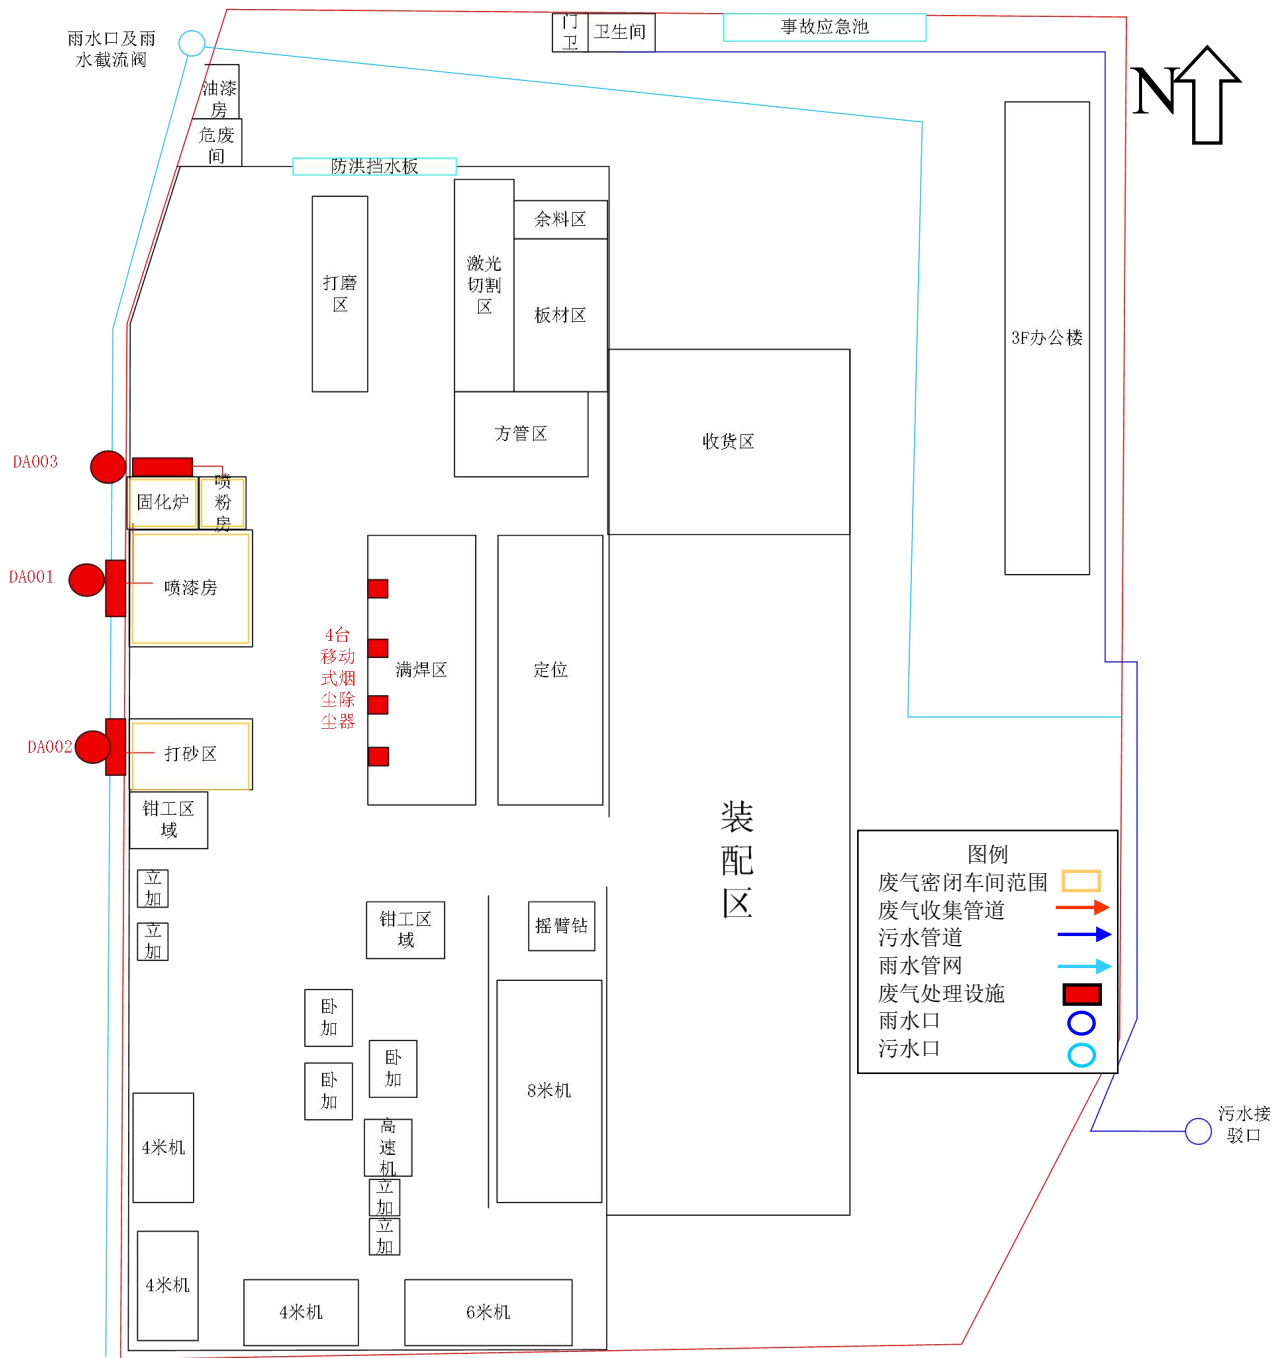 雨水口及雨
水截流阀
门
卫
卫生间
事故应急池
N
油漆
房
危废
间
防洪挡水板
打磨
区
激光
切割
区
余料区
板材区
方管区
收货区
3F办公楼
DA003
固化炉
喷
粉
房
DA001
喷漆房
4台
移动
式烟
尘除
尘器
满焊区
定位
DA002
打砂区
钳工区
域
立
加
立
加
钳工区
域
摇臂钻
装
配
区
卧
加
卧
加
卧
加
高
速
机
立
加
立
加
8米机
4米机
4米机
4米机
6米机
图例
废气密闭车间范围
废气收集管道
污水管道
雨水管网
废气处理设施
雨水口
污水口
污水接
驳口